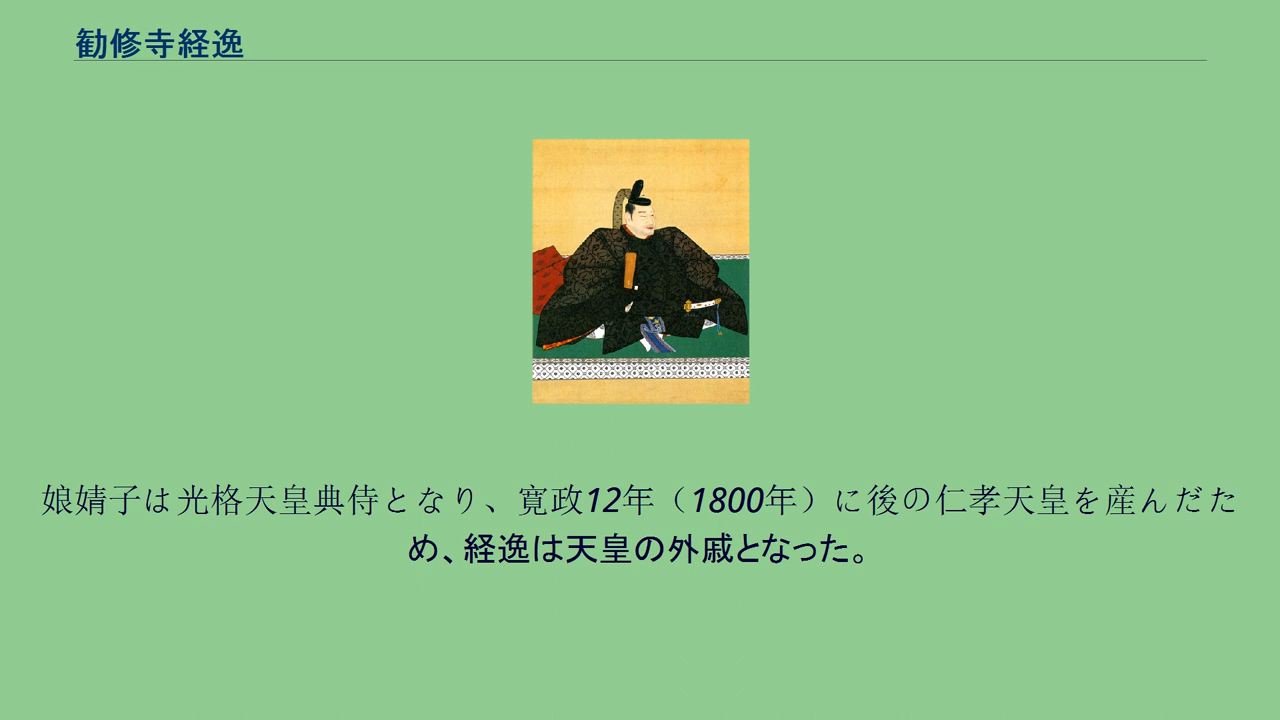 勧修寺経逸
娘婧子は光格天皇典侍となり、寛政12年（1800年）に後の仁孝天皇を産んだた
め、経逸は天皇の外戚となった。